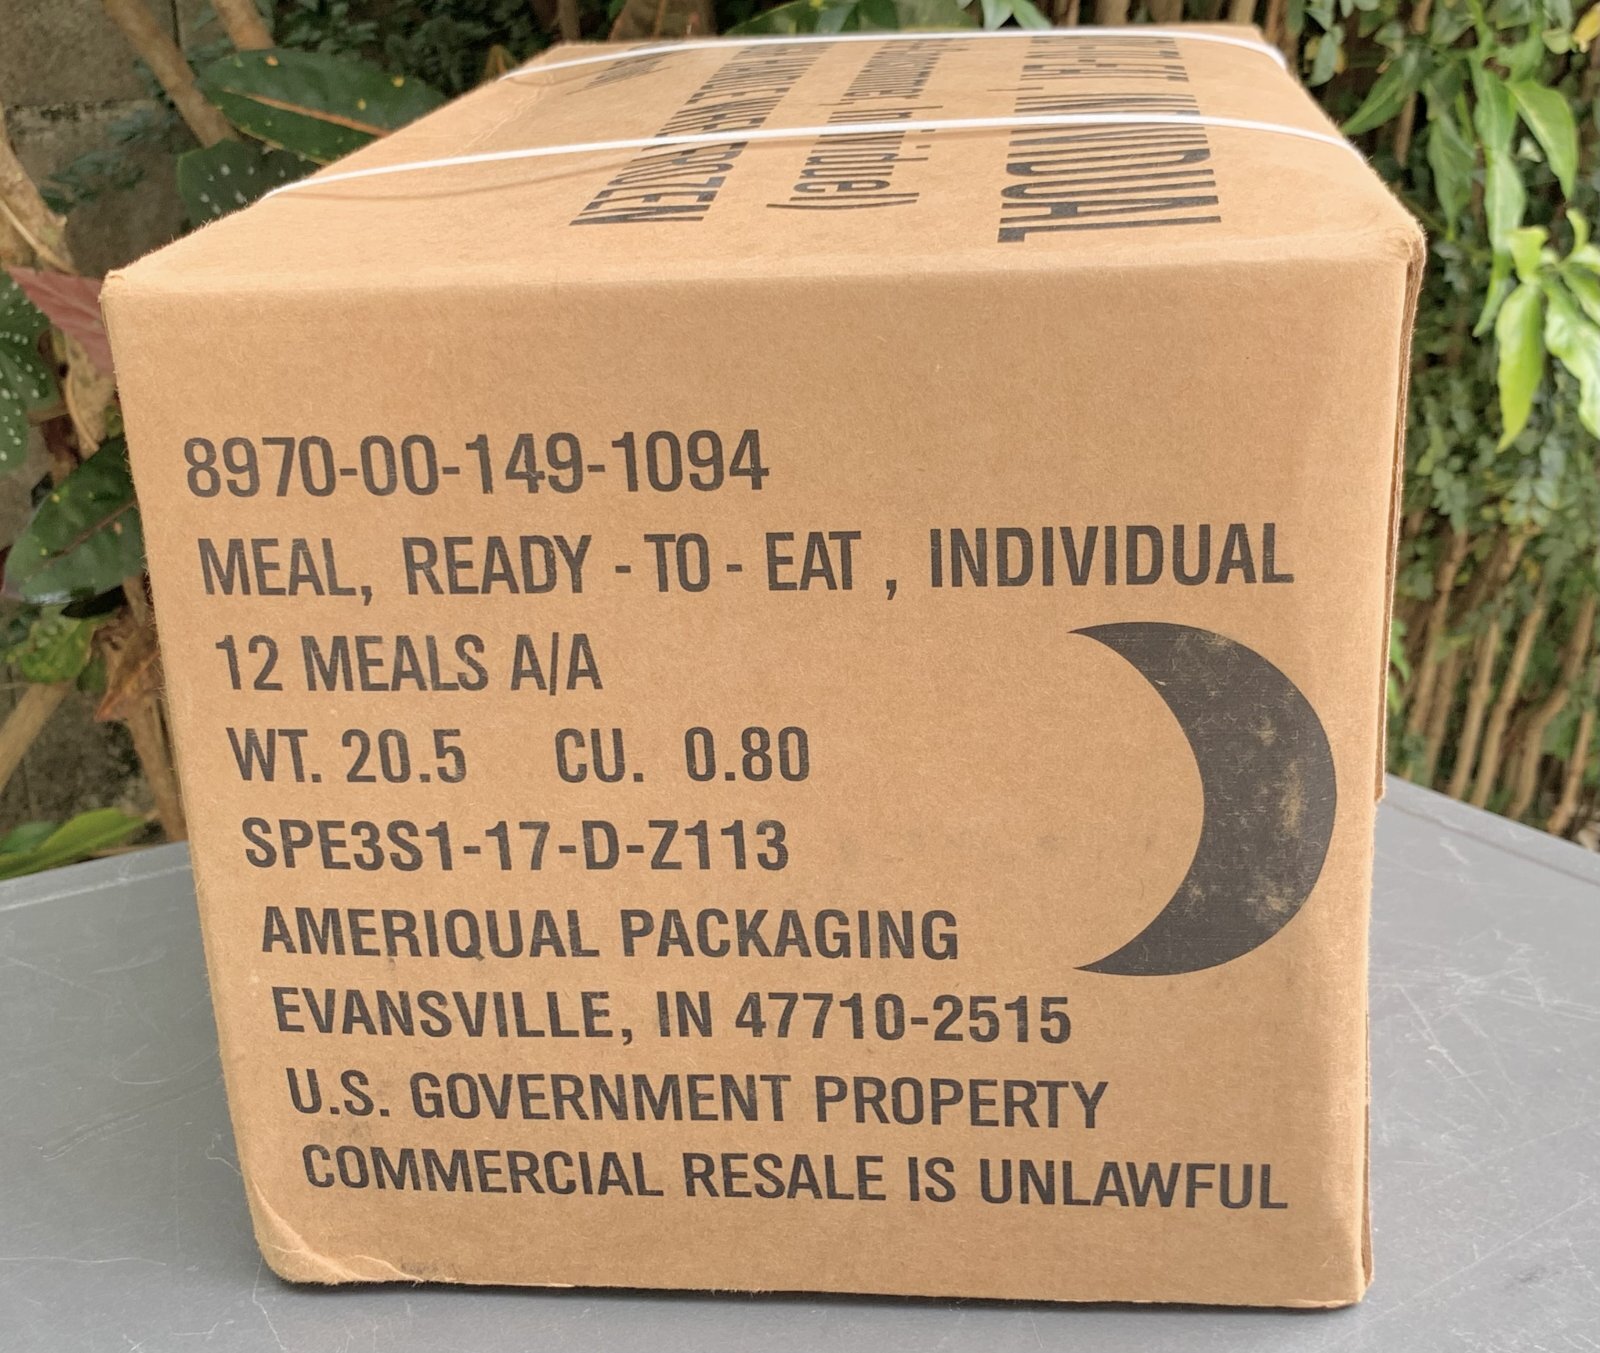 INDIVIDUAL
8970-00-149-1094
MEAL, READY - TO - EAT , INDIVIDUAL
12 MEALS A/A
WT. 20.5 CU. 0.80
SPE3S1-17-D-Z113
AMERIQUAL PACKAGING
EVANSVILLE, IN 47710-2515
U.S. GOVERNMENT PROPERTY
COMMERCIAL RESALE IS UNLAWFUL